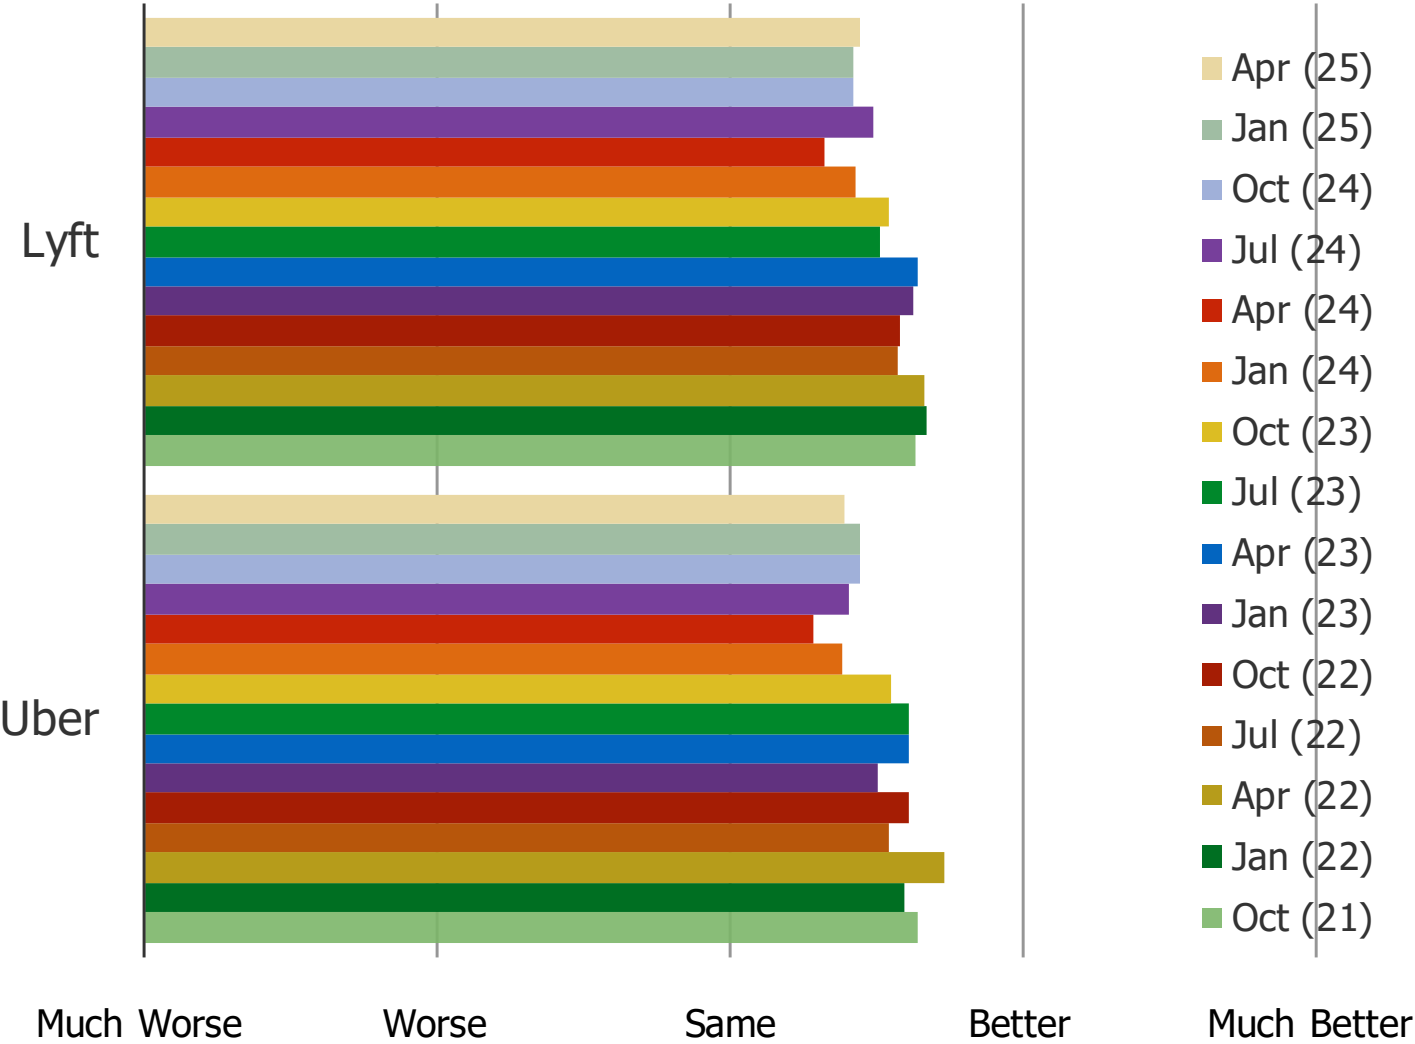 Lyft
Uber
Apr (25)
Jan (25)
Oct (24)
Jul (24)
Apr (24)
Jan (24)
Oct (23)
Jul (23)
Apr (23)
Jan (23)
Oct (22)
Jul (22)
Apr (22)
Jan (22)
Oct (21)
Much Worse Worse Same Better Much Better